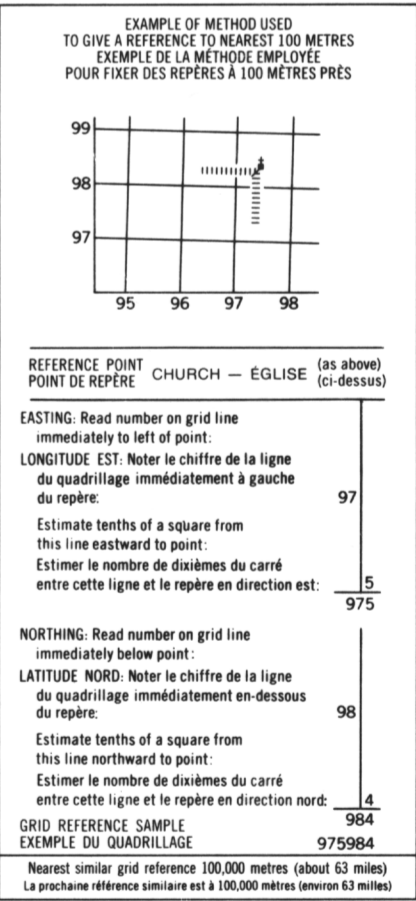 EXAMPLE OF METHOD USED
TO GIVE A REFERENCE TO NEAREST 100 METRES
EXEMPLE DE LA MÉTHODE EMPLOYÉE
POUR FIXER DES REPÈRES À 100 MÈTRES PRÈS
99
98
97
95 96 97 98
REFERENCE POINT
POINT DE REPÈRE
CHURCH — ÉGLISE
(as above)
(ci-dessus)
EASTING: Read number on grid line
immediately to left of point:
LONGITUDE EST: Noter le chiffre de la ligne
du quadrillage immédiatement à gauche
du repère: 97
Estimate tenths of a square from
this line eastward to point:
Estimer le nombre de dixièmes du carré
entre cette ligne et le repère en direction est: 5
975
NORTHING: Read number on grid line
immediately below point:
LATITUDE NORD: Noter le chiffre de la ligne
du quadrillage immédiatement en-dessous
du repère: 98
Estimate tenths of a square from
this line northward to point:
Estimer le nombre de dixièmes du carré
entre cette ligne et le repère en direction nord: 4
984
GRID REFERENCE SAMPLE
EXEMPLE DU QUADRILLAGE 975984
Nearest similar grid reference 100,000 metres (about 63 miles)
La prochaine référence similaire est à 100,000 mètres (environ 63 milles)